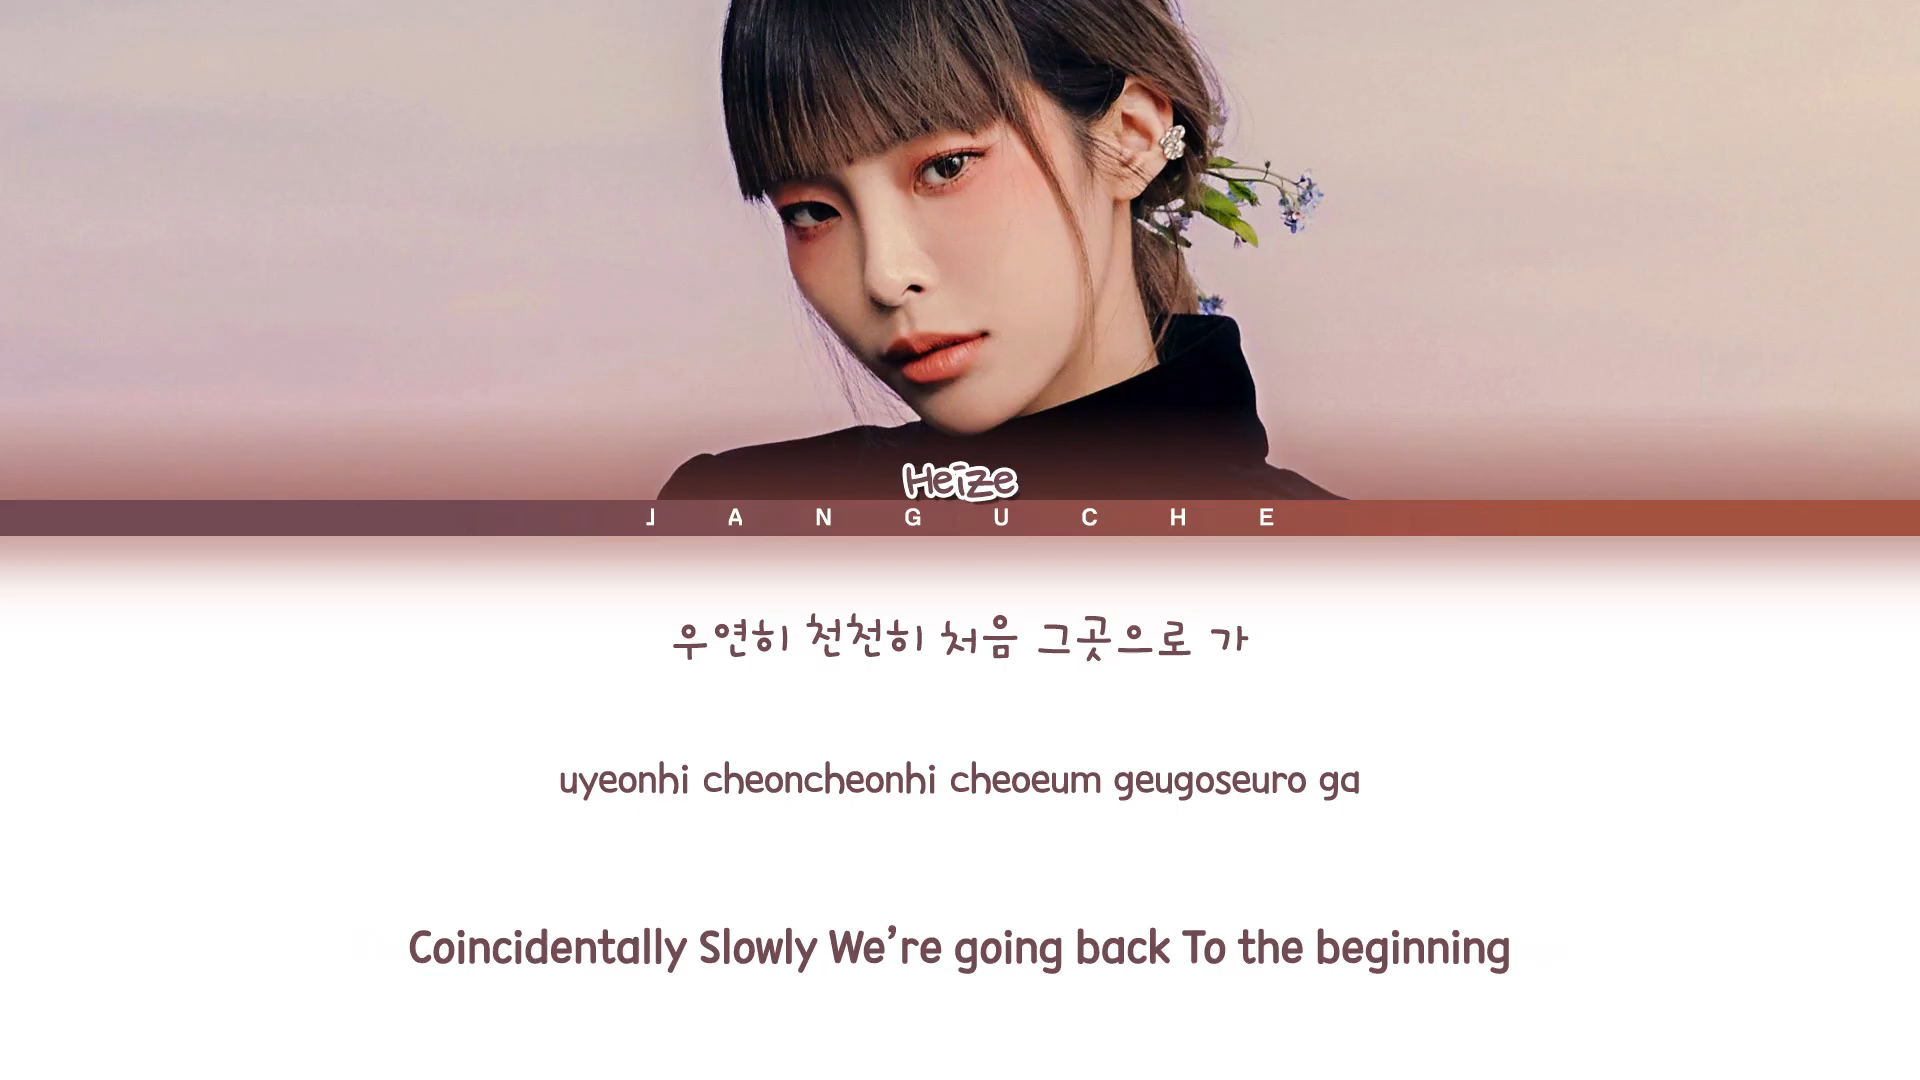 Heize
JANGUCHE
우연히 천천히 처음 그곳으로 가
uyeonhi cheoncheonhi cheoeum geugoseuro ga
Coincidentally Slowly We’re going back To the beginning